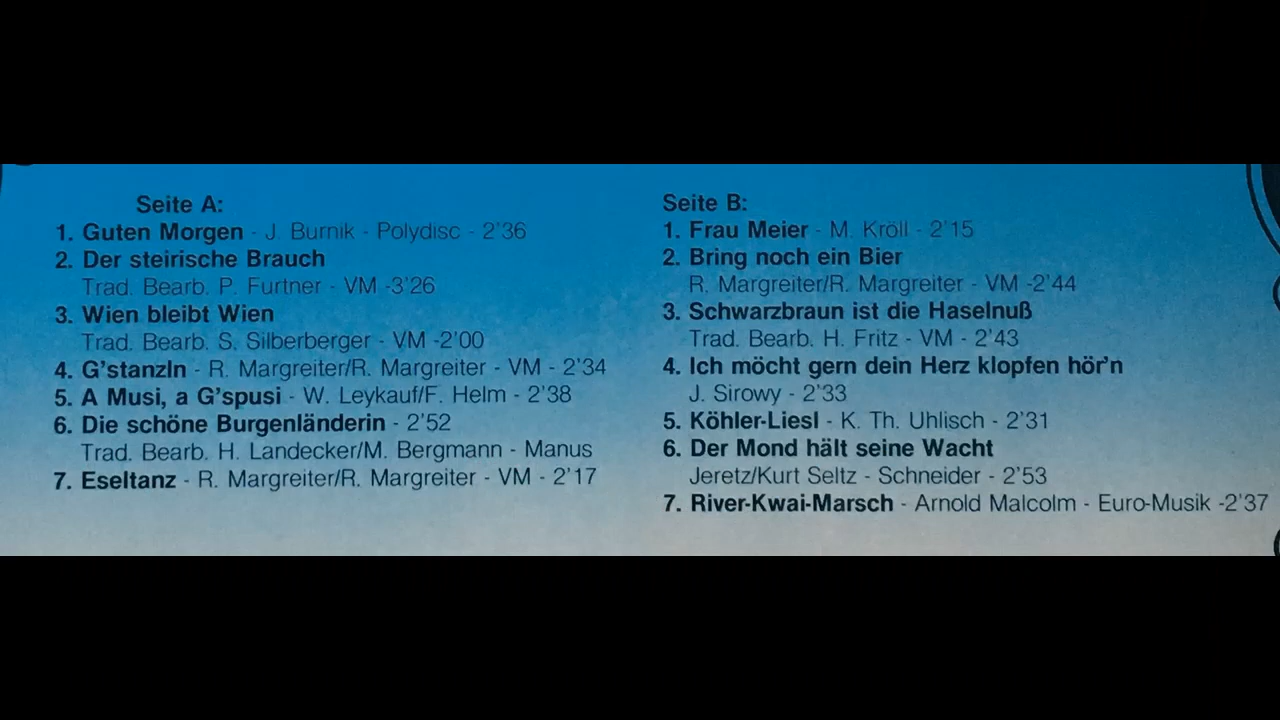 Seite A:
1. Guten Morgen - J. Burnik - Polydisc - 2'36
2. Der steirische Brauch
Trad. Bearb. P. Furtner - VM -3'26
3. Wien bleibt Wien
Trad. Bearb. S. Silberberger - VM -2'00
4. G'stanzln - R. Margreiter/R. Margreiter - VM - 2'34
5. A Musi, a G'spusi - W. Leykauf/F. Helm - 2'38
6. Die schöne Burgenländerin - 2'52
Trad. Bearb. H. Landecker/M. Bergmann - Manus
7. Eseltanz - R. Margreiter/R. Margreiter - VM - 2'17
Seite B:
1. Frau Meier - M. Kröll - 2'15
2. Bring noch ein Bier
R. Margreiter/R. Margreiter - VM -2'44
3. Schwarzbraun ist die Haselnuß
Trad. Bearb. H. Fritz - VM - 2'43
4. Ich möcht gern dein Herz klopfen hör'n
J. Sirowy - 2'33
5. Köhler-Liesl - K. Th. Uhlisch - 2'31
6. Der Mond hält seine Wacht
Jeretz/Kurt Seltz - Schneider - 2'53
7. River-Kwai-Marsch - Arnold Malcolm - Euro-Musik -2'37